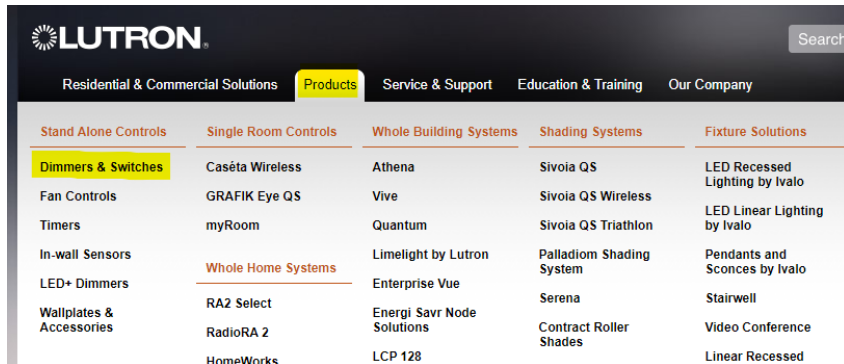 LUTRON.
Search
Residential & Commercial Solutions
Products
Service & Support
Education & Training
Our Company
Stand Alone Controls
Dimmers & Switches
Fan Controls
Timers
In-wall Sensors
LED+ Dimmers
Wallplates &
Accessories
Single Room Controls
Caséta Wireless
GRAFIK Eye QS
myRoom
Whole Home Systems
RA2 Select
RadioRA 2
HomeWorks
Whole Building Systems
Athena
Vive
Quantum
Limelight by Lutron
Enterprise Vue
Energi Savr Node
Solutions
LCP 128
Shading Systems
Sivoia QS
Sivoia QS Wireless
Sivoia QS Triathlon
Palladiom Shading
System
Serena
Contract Roller
Shades
Fixture Solutions
LED Recessed
Lighting by Ivalo
LED Linear Lighting
by Ivalo
Pendants and
Sconces by Ivalo
Stairwell
Video Conference
Linear Recessed